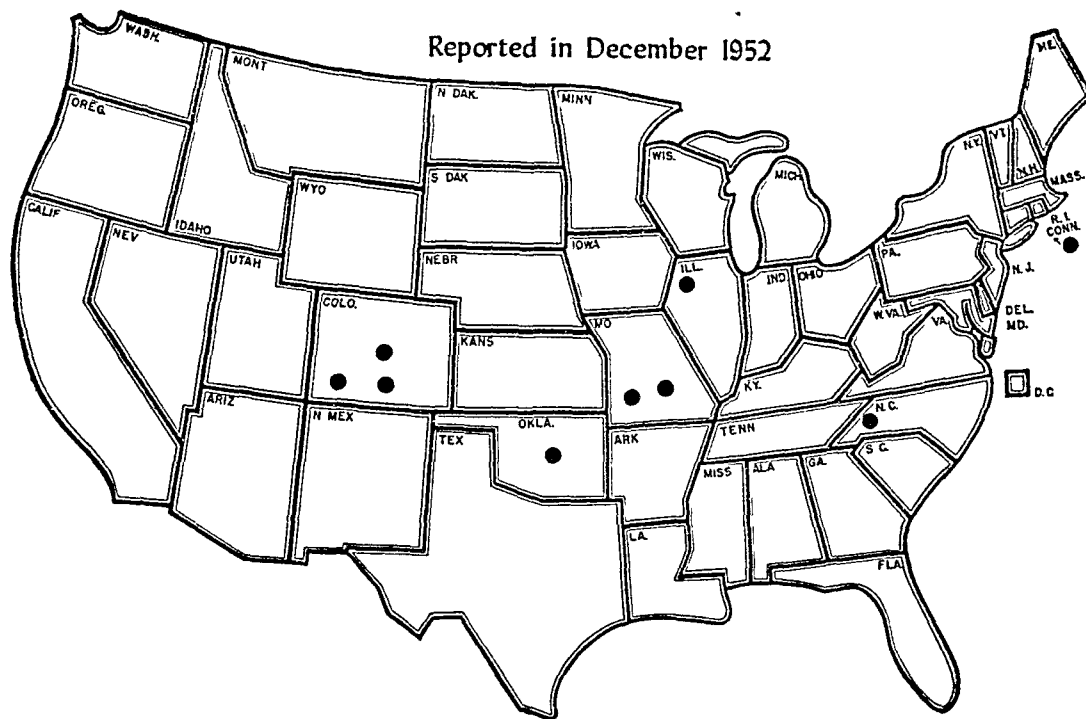 Reported in December 1952
WASH.
MONT
N DAK.
MINN
ME.
OREG.
S DAK
WIS.
MICH
N.Y.
VT.
N.H.
MASS.
IDAHO
WYO
CALIF
NEV
IOWA
R.I.
CONN.
UTAH
NEBR
ILL.
IND
OHIO
PA.
N.J.
COLO.
MO
W.VA.
VA.
DEL.
MD.
KANS
KY.
D.C
ARIZ
N MEX
OKLA.
N.C.
TEX
ARK
TENN
S C.
MISS
ALA
GA.
LA.
FLA.